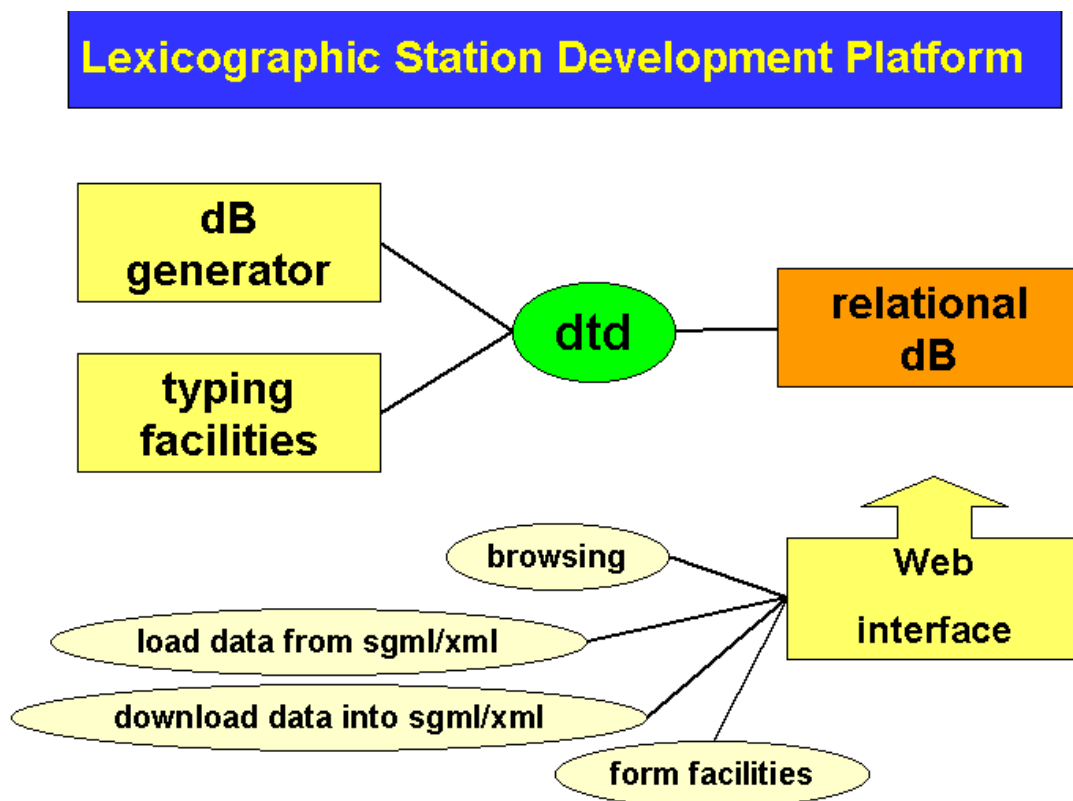 Lexicographic Station Development Platform
dB
generator
typing
facilities
dtd
relational
dB
browsing
load data from sgml/xml
download data into sgml/xml
form facilities
Web
interface